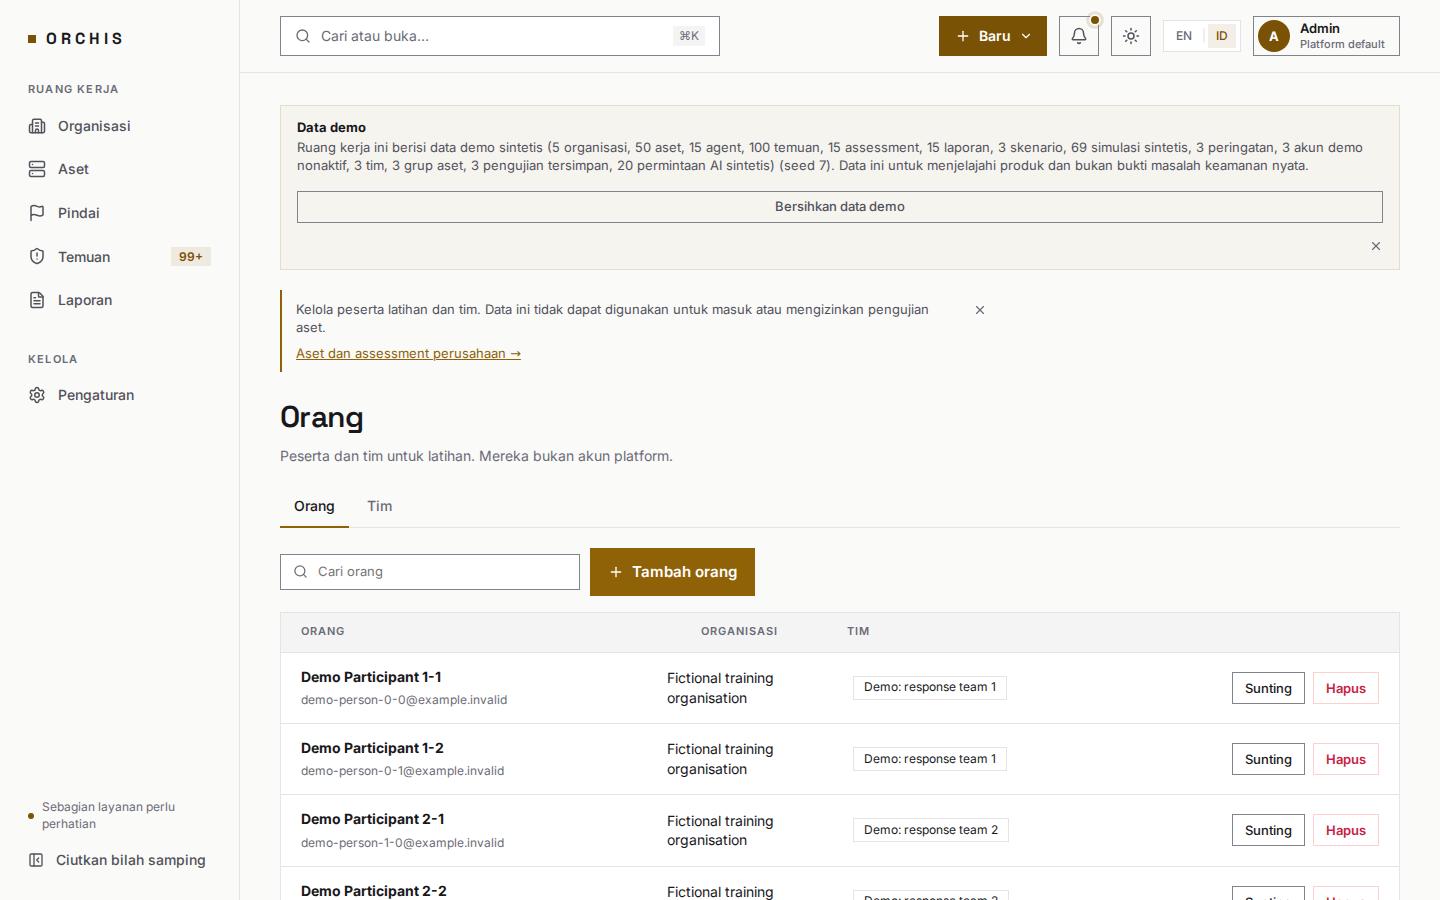 ORCHIS
Cari atau buka...
⌘K
Baru
EN
ID
A
Admin
Platform default
RUANG KERJA
Organisasi
Aset
Pindai
Temuan
99+
Laporan
KELOLA
Pengaturan
Sebagian layanan perlu
perhatian
Ciutkan bilah samping
Data demo
Ruang kerja ini berisi data demo sintetis (5 organisasi, 50 aset, 15 agent, 100 temuan, 15 assessment, 15 laporan, 3 skenario, 69 simulasi sintetis, 3 peringatan, 3 akun demo
nonaktif, 3 tim, 3 grup aset, 3 pengujian tersimpan, 20 permintaan AI sintetis) (seed 7). Data ini untuk menjelajahi produk dan bukan bukti masalah keamanan nyata.
Bersihkan data demo
Kelola peserta latihan dan tim. Data ini tidak dapat digunakan untuk masuk atau mengizinkan pengujian
aset.
Aset dan assessment perusahaan →
Orang
Peserta dan tim untuk latihan. Mereka bukan akun platform.
Orang
Tim
Cari orang
Tambah orang
ORANG
ORGANISASI
TIM
Demo Participant 1-1
demo-person-0-0@example.invalid
Fictional training
organisation
Demo: response team 1
Sunting
Hapus
Demo Participant 1-2
demo-person-0-1@example.invalid
Fictional training
organisation
Demo: response team 1
Sunting
Hapus
Demo Participant 2-1
demo-person-1-0@example.invalid
Fictional training
organisation
Demo: response team 2
Sunting
Hapus
Demo Participant 2-2
Fictional training